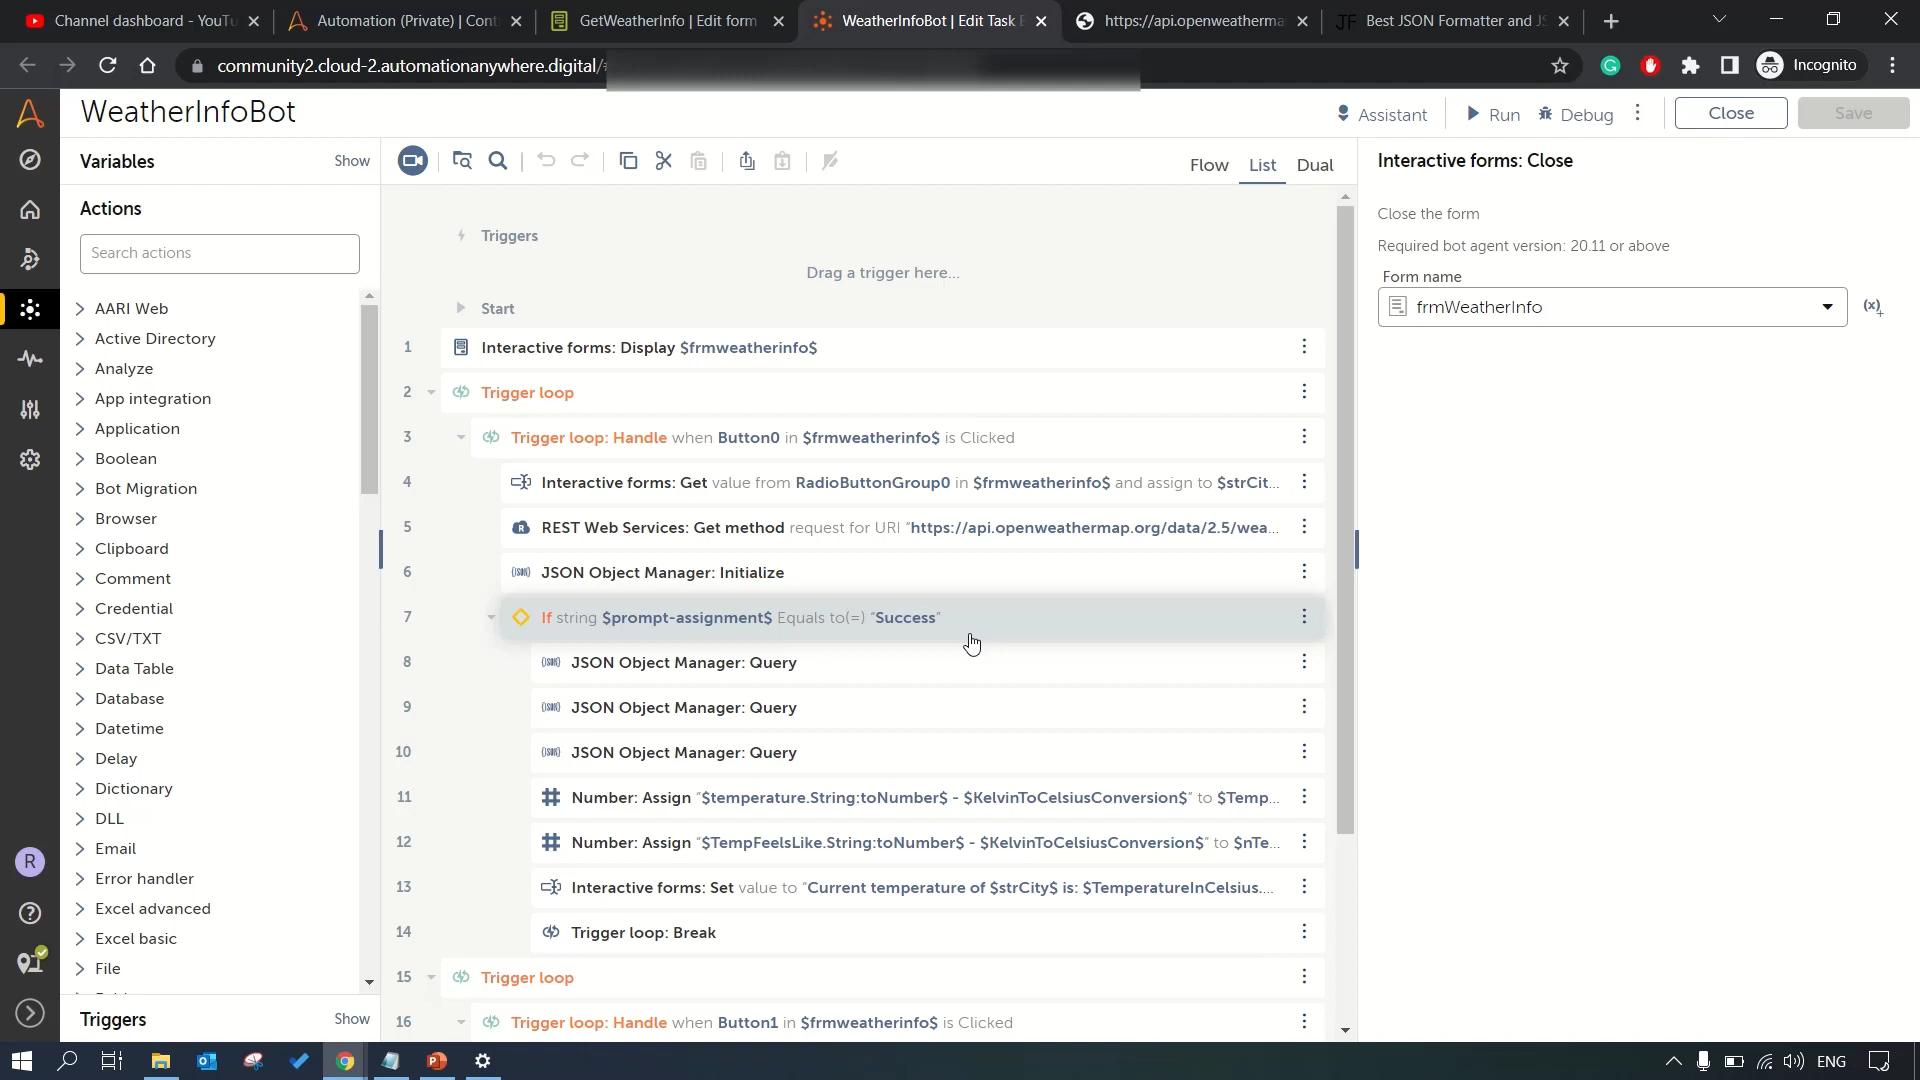 Channel dashboard - YouTu
Automation (Private) | Cont
GetWeatherInfo | Edit form
WeatherInfoBot | Edit Task B
https://api.openweatherma
JF Best JSON Formatter and JS
community2.cloud-2.automationanywhere.digital/#
Incognito
WeatherInfoBot
Assistant
Run
Debug
Close
Save
Variables
Show
Flow
List
Dual
Interactive forms: Close
Close the form
Required bot agent version: 20.11 or above
Form name
frmWeatherInfo
(x)+
Actions
Search actions
AARI Web
Active Directory
Analyze
App integration
Application
Boolean
Bot Migration
Browser
Clipboard
Comment
Credential
CSV/TXT
Data Table
Database
Datetime
Delay
Dictionary
DLL
Email
Error handler
Excel advanced
Excel basic
File
Triggers
Show
Triggers
Drag a trigger here...
Start
1 Interactive forms: Display $frmweatherinfo$
2 Trigger loop
3 Trigger loop: Handle when Button0 in $frmweatherinfo$ is Clicked
4 Interactive forms: Get value from RadioButtonGroup0 in $frmweatherinfo$ and assign to $strCit...
5 REST Web Services: Get method request for URI “https://api.openweathermap.org/data/2.5/wea...
6 JSON Object Manager: Initialize
7 If string $prompt-assignment$ Equals to(=) “Success”
8 JSON Object Manager: Query
9 JSON Object Manager: Query
10 JSON Object Manager: Query
11 Number: Assign “$temperature.String:toNumber$ - $KelvinToCelsiusConversion$” to $Temp...
12 Number: Assign “$TempFeelsLike.String:toNumber$ - $KelvinToCelsiusConversion$” to $nTe...
13 Interactive forms: Set value to “Current temperature of $strCity$ is: $TemperatureInCelsius....
14 Trigger loop: Break
15 Trigger loop
16 Trigger loop: Handle when Button1 in $frmweatherinfo$ is Clicked
R
ENG